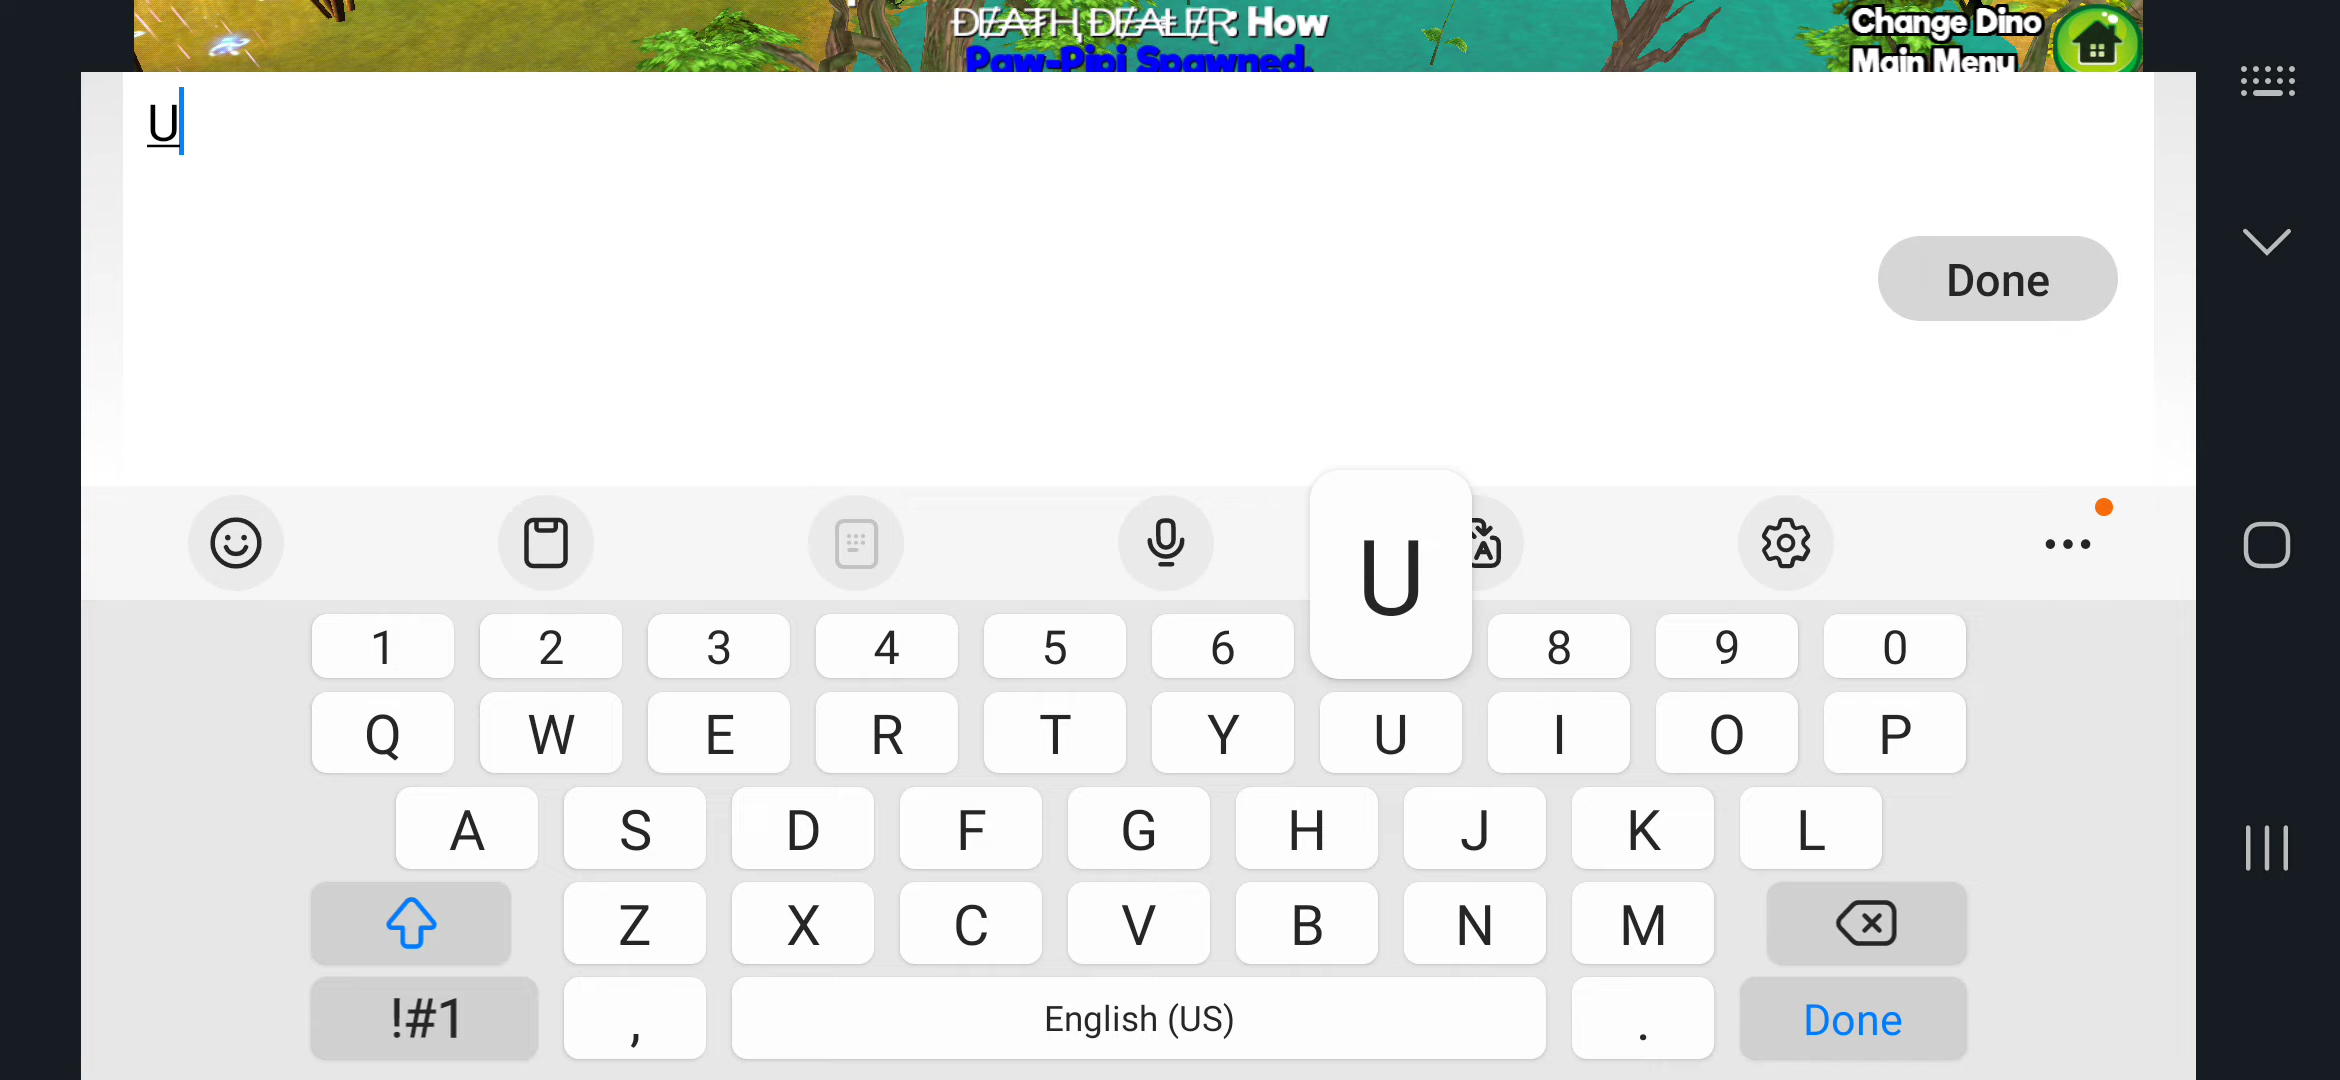 DEATH DEALER: How
Paw-Pipi Spawned.
Change Dino
Main Menu
U
Done
U
A
1 2 3 4 5 6 8 9 0
Q W E R T Y U I O P
A S D F G H J K L
Z X C V B N M
!#1 , English (US) . Done